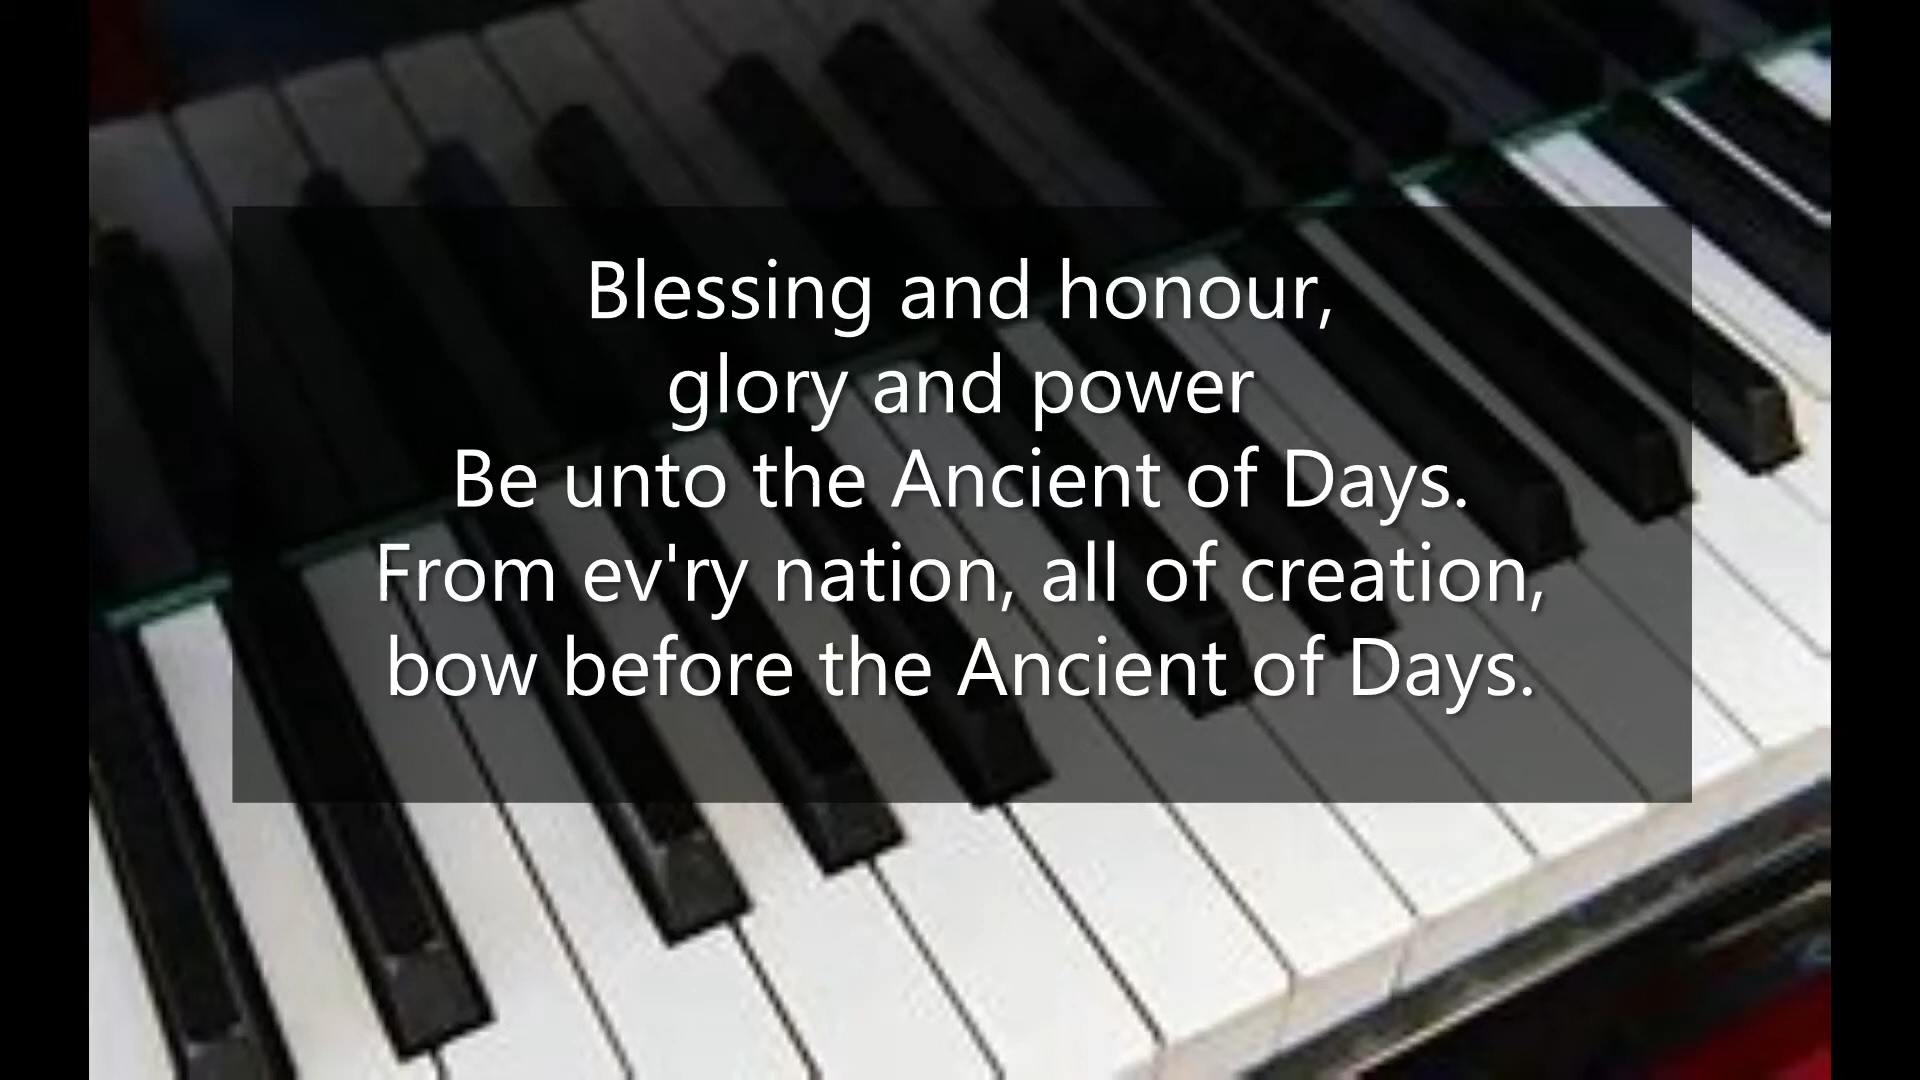 Blessing and honour,
glory and power
Be unto the Ancient of Days.
From ev'ry nation, all of creation,
bow before the Ancient of Days.